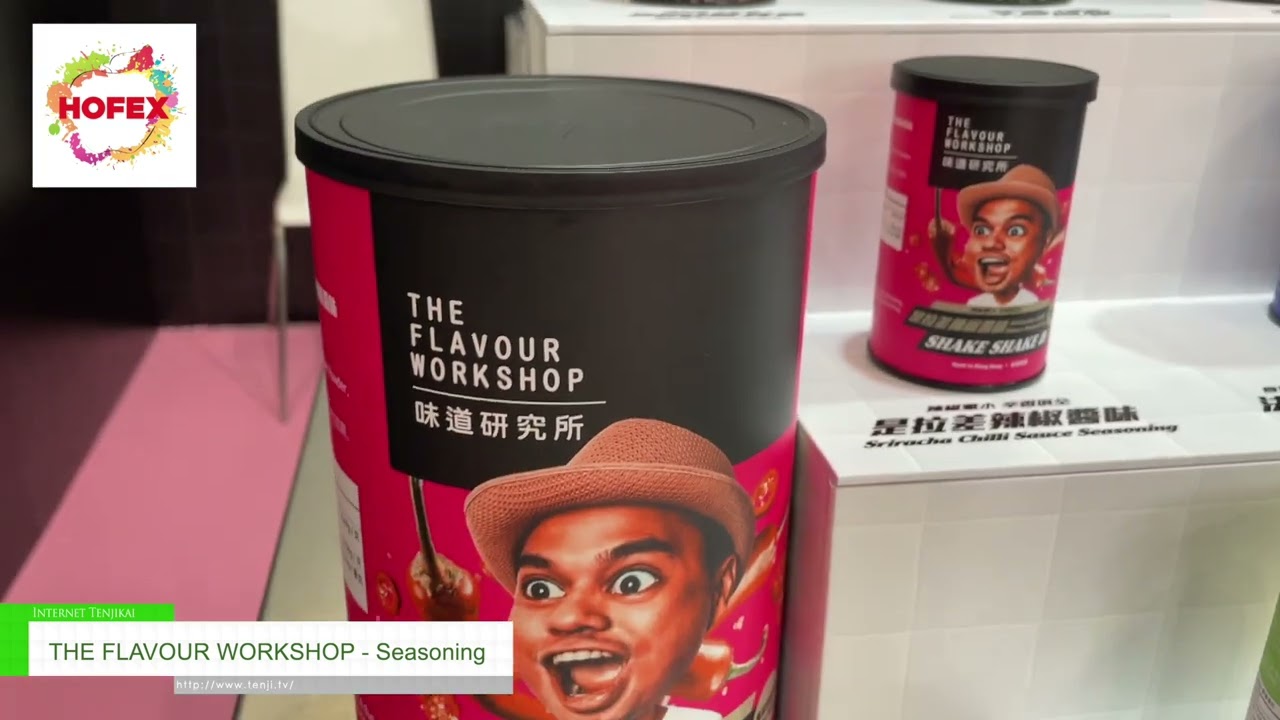 HOFEX
THE
FLAVOUR
WORKSHOP
味道研究所
THE
FLAVOUR
WORKSHOP
味道研究所
SHAKE SHAKE
是拉差辣椒醬味
Sriracha Chilli Sauce Seasoning
INTERNET TENJIKAI
THE FLAVOUR WORKSHOP - Seasoning
http://www.tenji.tv/